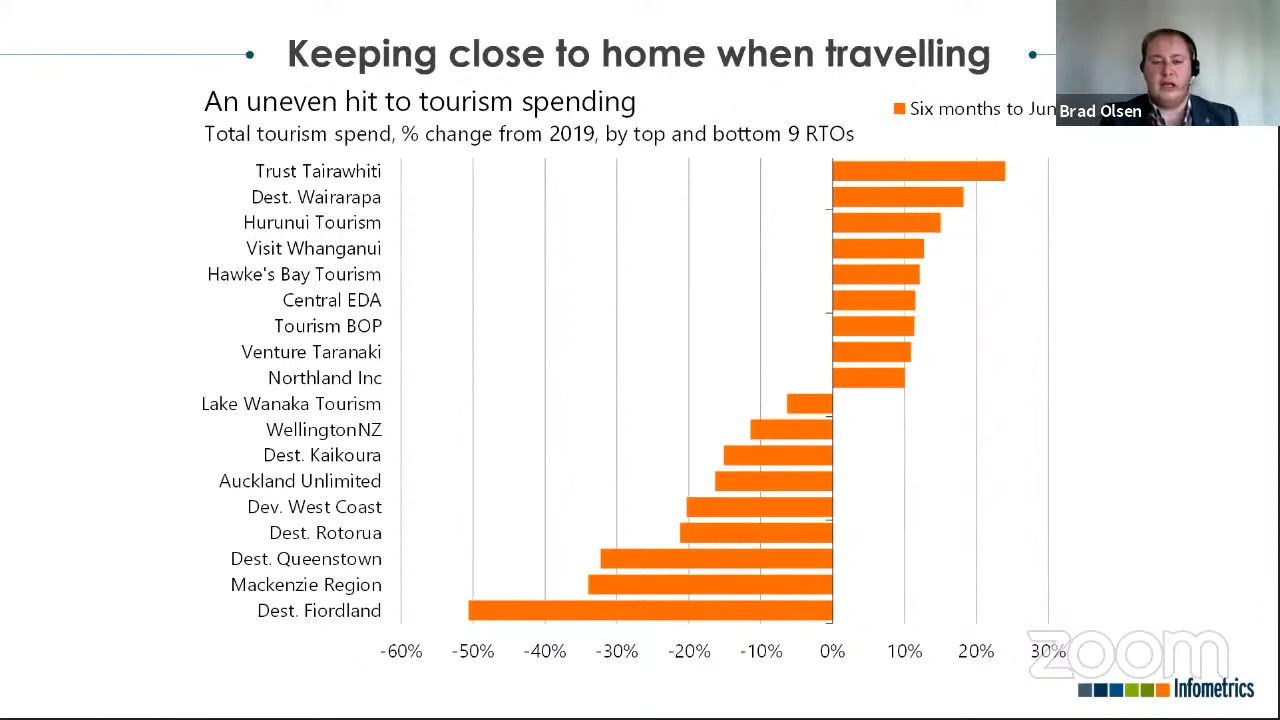 Keeping close to home when travelling
An uneven hit to tourism spending
Six months to Jun
Brad Olsen
Total tourism spend, % change from 2019, by top and bottom 9 RTOs
Trust Tairawhiti
Dest. Wairarapa
Hurunui Tourism
Visit Whanganui
Hawke's Bay Tourism
Central EDA
Tourism BOP
Venture Taranaki
Northland Inc
Lake Wanaka Tourism
WellingtonNZ
Dest. Kaikoura
Auckland Unlimited
Dev. West Coast
Dest. Rotorua
Dest. Queenstown
Mackenzie Region
Dest. Fiordland
-60% -50% -40% -30% -20% -10% 0% 10% 20% 30%
zoom
Infometrics